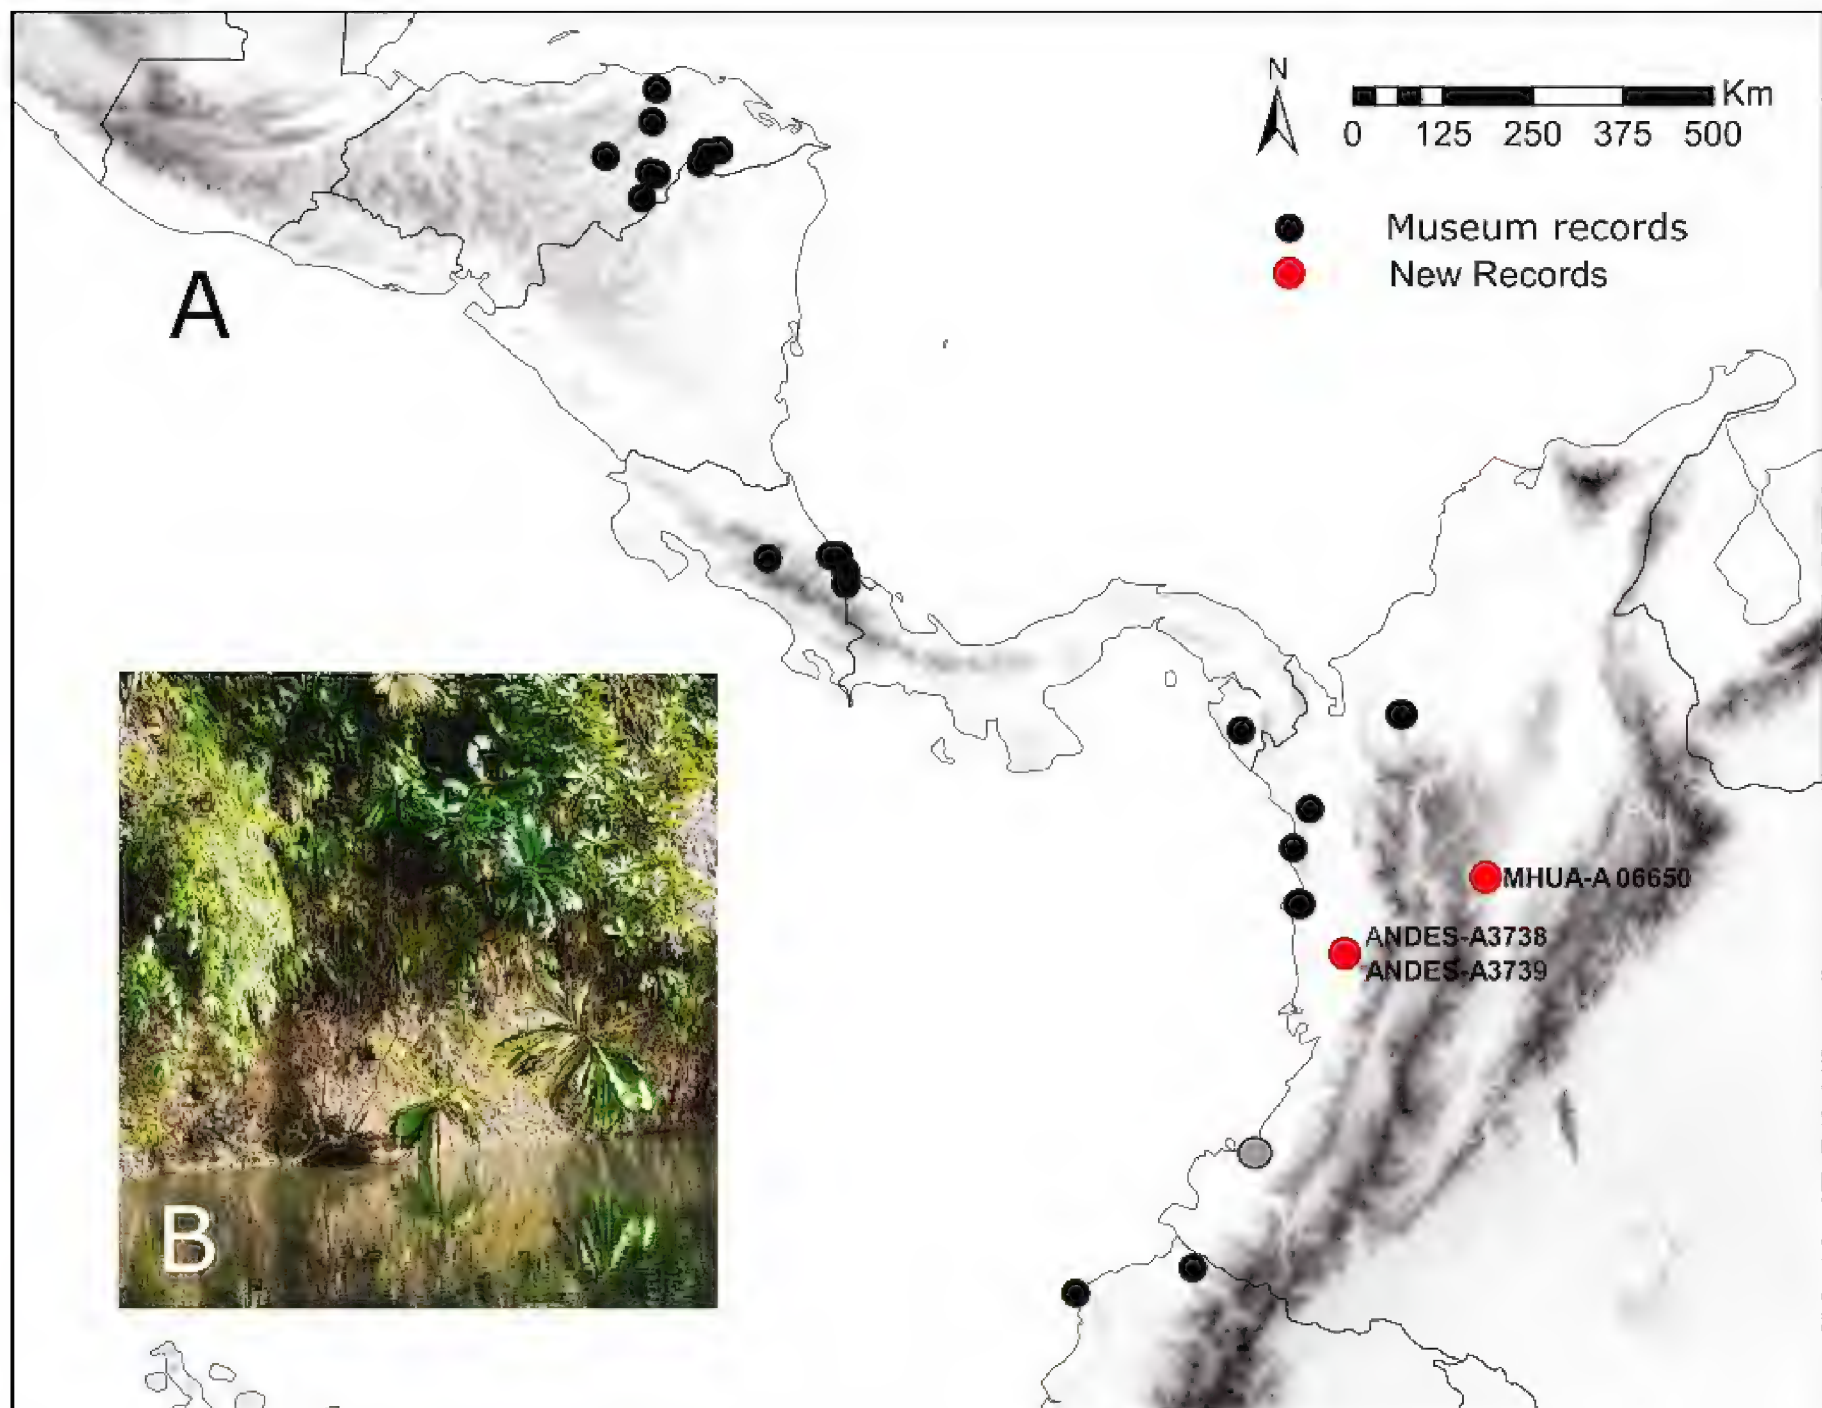 N
Km
0 125 250 375 500
Museum records
New Records
A
MHUA-A 06650
ANDES-A3738
ANDES-A3739
B